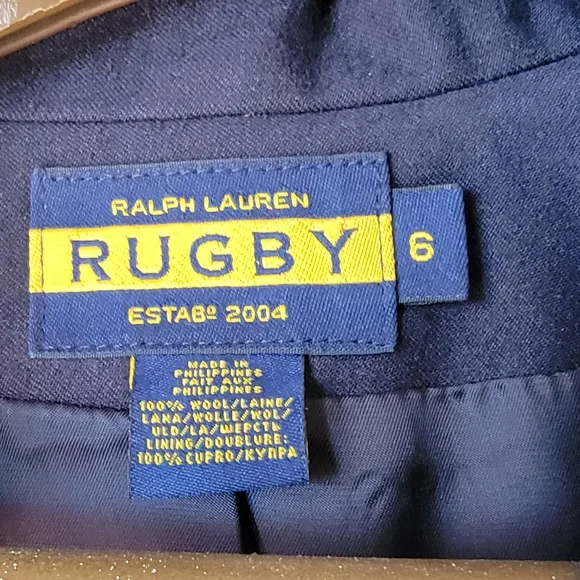 RALPH LAUREN
RUGBY
6
ESTABº 2004
MADE IN
PHILIPPINES
FAIT AUX
PHILIPPINES
100% WOOL/LAINE/
LANA/WOLLE/WOL/
ULD/LA/ШЕРСТЬ
LINING/DOUBLURE:
100% CUPRO/КУПРА